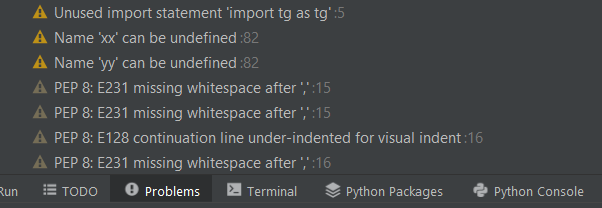 Unused import statement 'import tg as tg' :5
Name 'xx' can be undefined :82
Name 'yy' can be undefined :82
PEP 8: E231 missing whitespace after ',' :15
PEP 8: E231 missing whitespace after ',' :15
PEP 8: E128 continuation line under-indented for visual indent :16
PEP 8: E231 missing whitespace after ',' :16
Run TODO Problems Terminal Python Packages Python Console